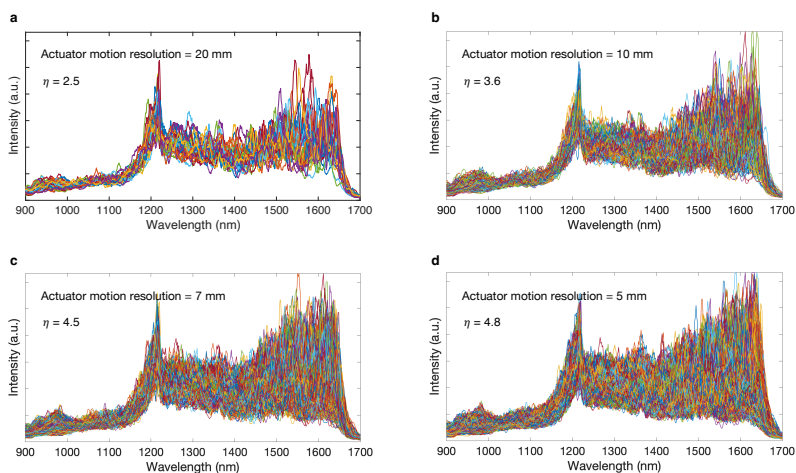 a
Actuator motion resolution = 20 mm
η = 2.5
Intensity (a.u.)
900 1000 1100 1200 1300 1400 1500 1600 1700
Wavelength (nm)
b
Actuator motion resolution = 10 mm
η = 3.6
Intensity (a.u.)
900 1000 1100 1200 1300 1400 1500 1600 1700
Wavelength (nm)
c
Actuator motion resolution = 7 mm
η = 4.5
Intensity (a.u.)
900 1000 1100 1200 1300 1400 1500 1600 1700
Wavelength (nm)
d
Actuator motion resolution = 5 mm
η = 4.8
Intensity (a.u.)
900 1000 1100 1200 1300 1400 1500 1600 1700
Wavelength (nm)